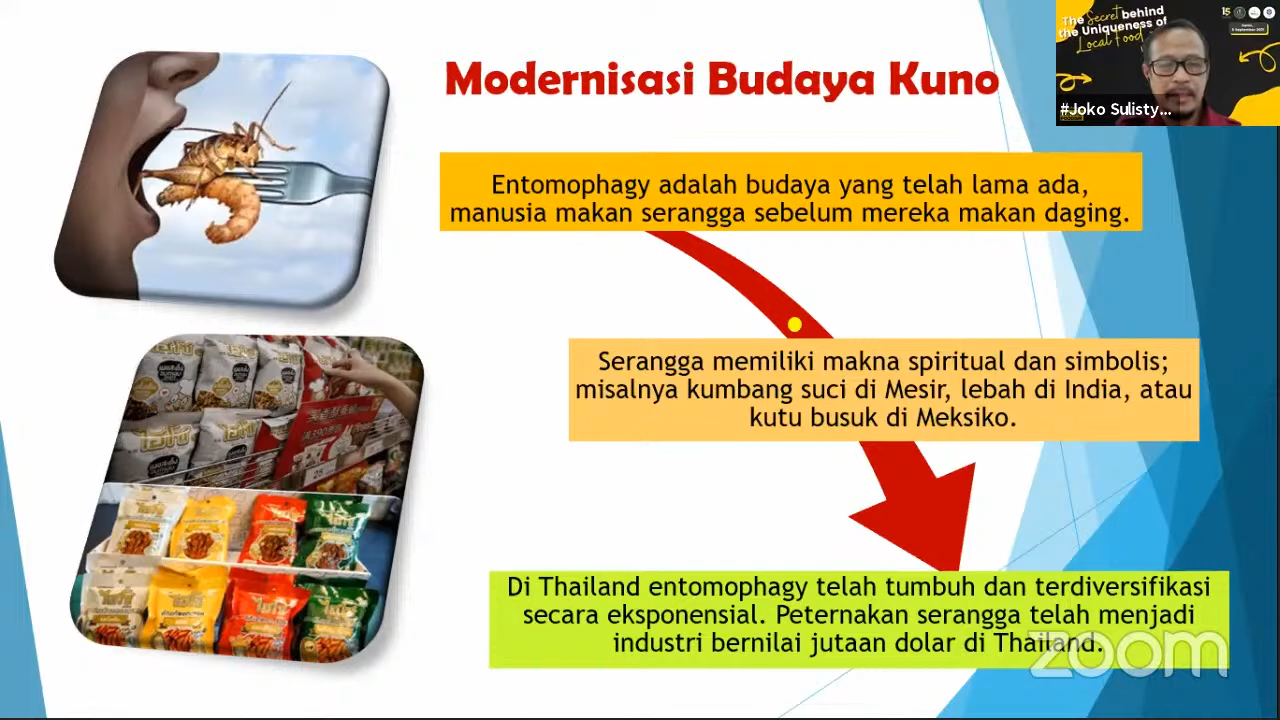 Modernisasi Budaya Kuno
The Secret behind
the Uniqueness of
Local Food
#Joko Sulisty...
Entomophagy adalah budaya yang telah lama ada,
manusia makan serangga sebelum mereka makan daging.
Serangga memiliki makna spiritual dan simbolis;
misalnya kumbang suci di Mesir, lebah di India, atau
kutu busuk di Meksiko.
Di Thailand entomophagy telah tumbuh dan terdiversifikasi
secara eksponensial. Peternakan serangga telah menjadi
industri bernilai jutaan dolar di Thailand.
zoom